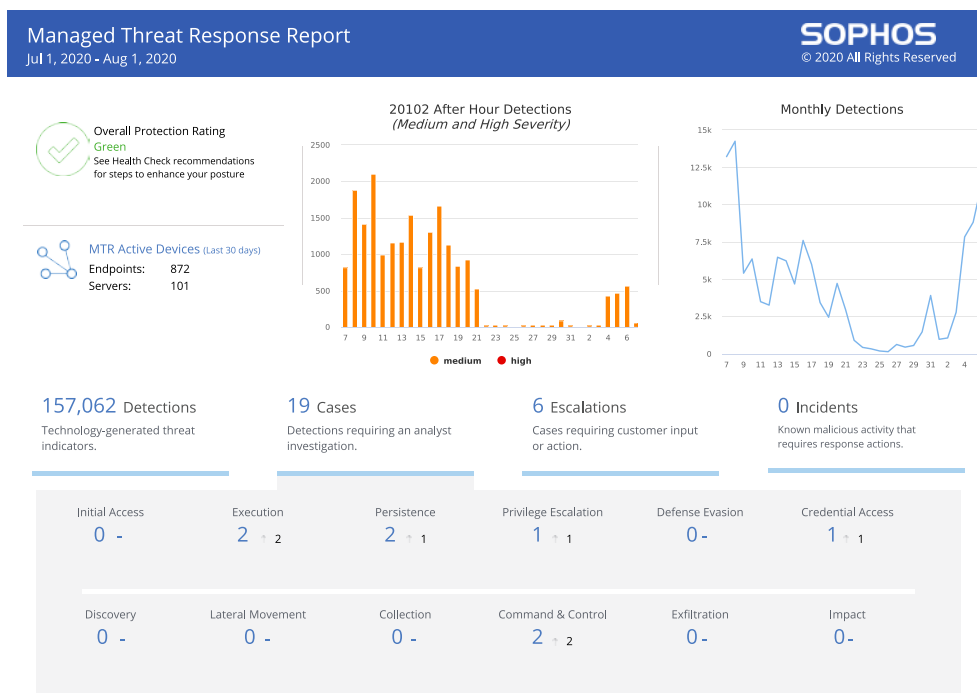 Managed Threat Response Report
Jul 1, 2020 - Aug 1, 2020
SOPHOS
© 2020 All Rights Reserved
Overall Protection Rating
Green
See Health Check recommendations
for steps to enhance your posture
MTR Active Devices (Last 30 days)
Endpoints: 872
Servers: 101
20102 After Hour Detections
(Medium and High Severity)
2500
2000
1500
1000
500
0
7 9 11 13 15 17 19 21 23 25 27 29 31 2 4 6
medium high
Monthly Detections
15k
12.5k
10k
7.5k
5k
2.5k
0
7 9 11 13 15 17 19 21 23 25 27 29 31 2 4
157,062 Detections
Technology-generated threat
indicators.
19 Cases
Detections requiring an analyst
investigation.
6 Escalations
Cases requiring customer input
or action.
0 Incidents
Known malicious activity that
requires response actions.
Initial Access Execution Persistence Privilege Escalation Defense Evasion Credential Access
0 - 2 ↑ 2 2 ↑ 1 1 ↑ 1 0 - 1 ↑ 1
Discovery Lateral Movement Collection Command & Control Exfiltration Impact
0 - 0 - 0 - 2 ↑ 2 0 - 0 -